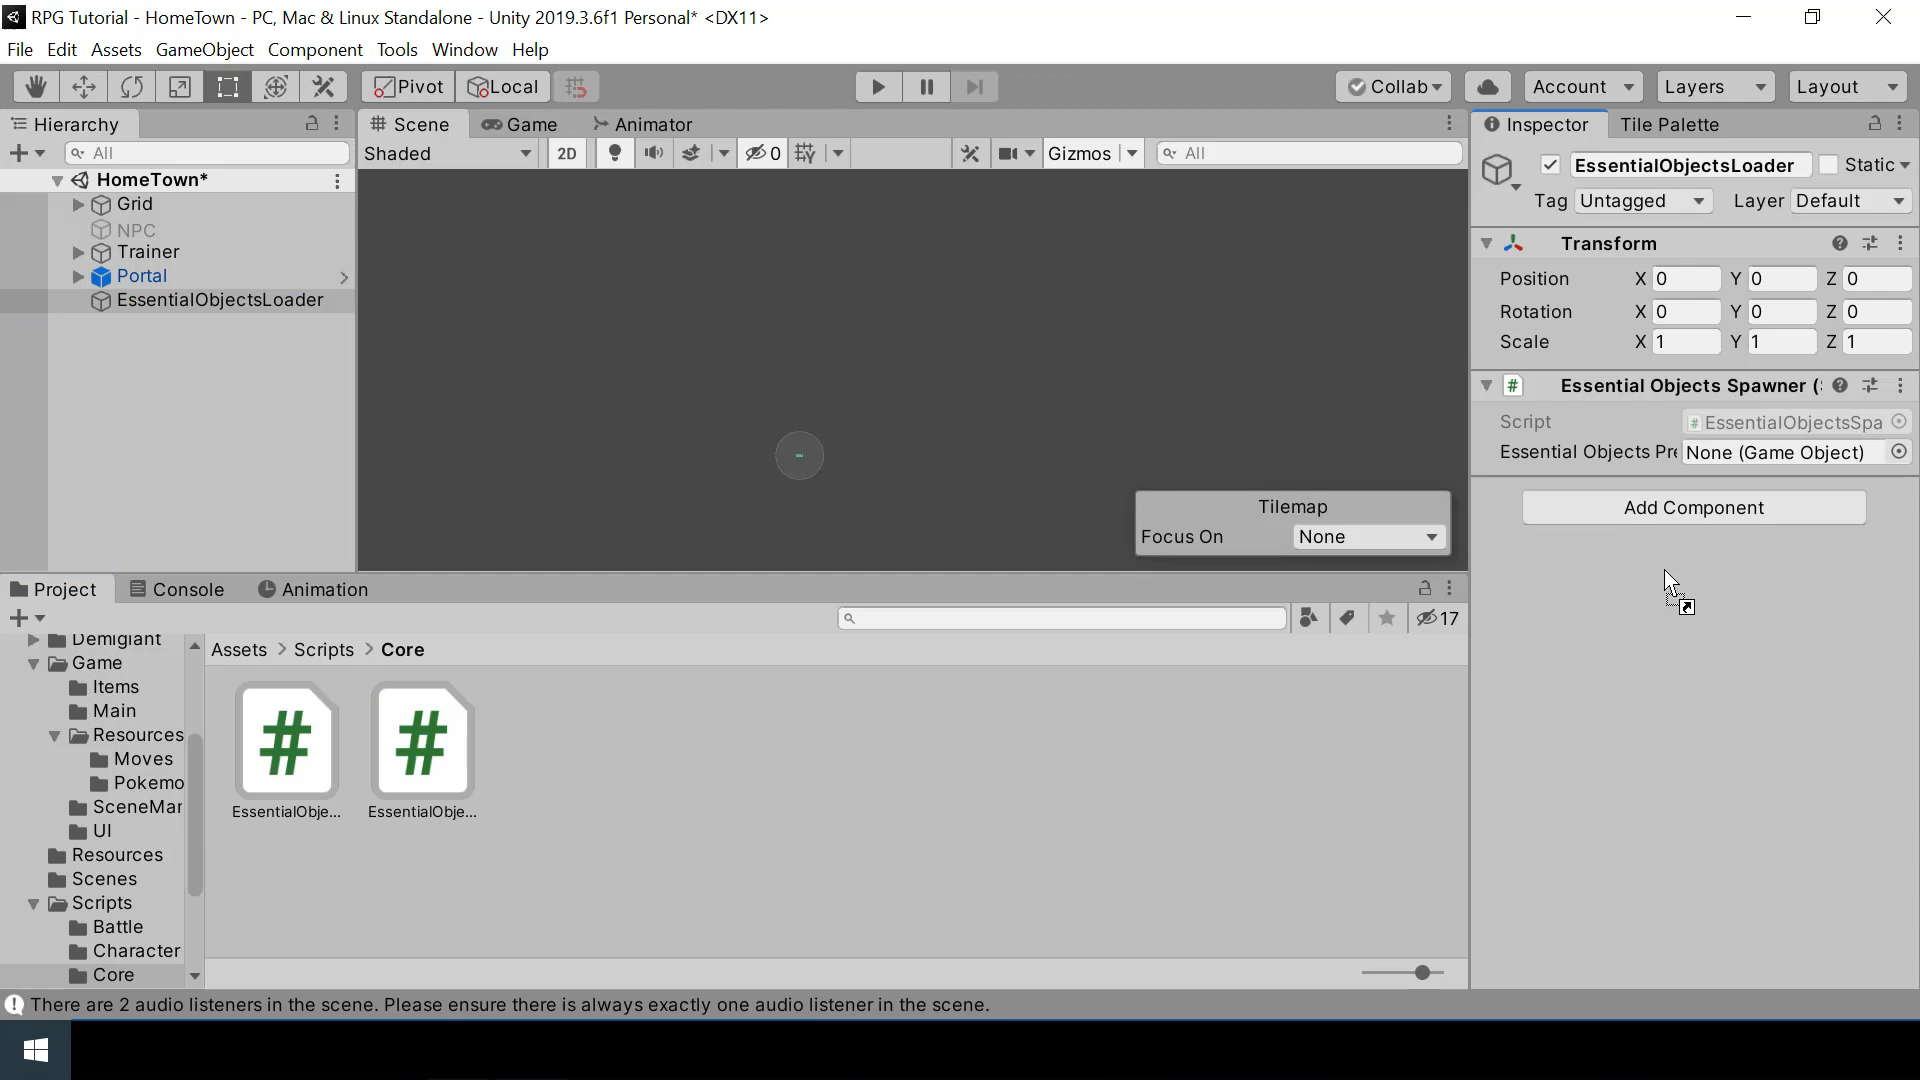 RPG Tutorial - HomeTown - PC, Mac & Linux Standalone - Unity 2019.3.6f1 Personal* <DX11>
File Edit Assets GameObject Component Tools Window Help
Pivot Local Collab Account Layers Layout
Hierarchy Scene Game Animator Inspector Tile Palette
All Shaded 2D 0 Gizmos All
EssentialObjectsLoader Static
HomeTown*
Tag Untagged Layer Default
Grid
NPC
Trainer
Portal
EssentialObjectsLoader
Transform
Position X 0 Y 0 Z 0
Rotation X 0 Y 0 Z 0
Scale X 1 Y 1 Z 1
Essential Objects Spawner (
Script EssentialObjectsSpa
Essential Objects Pre None (Game Object)
Add Component
Tilemap
Focus On None
Project Console Animation
17
Demigiant
Game
Items
Main
Resources
Moves
Pokemo
SceneMar
UI
Resources
Scenes
Scripts
Battle
Character
Core
Assets > Scripts > Core
EssentialObje... EssentialObje...
There are 2 audio listeners in the scene. Please ensure there is always exactly one audio listener in the scene.